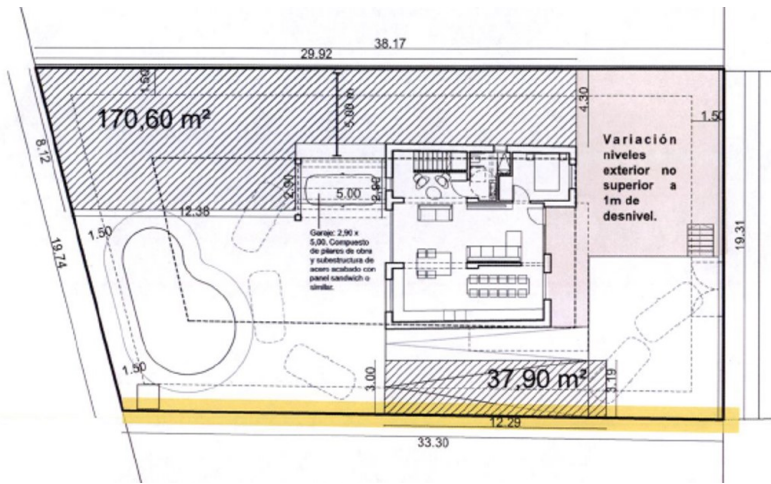 38.17
29.92
1.50
170,60 m²
5.00 m
4.30
1.50
8.12
Variación
niveles
exterior no
superior a
1m de
desnivel.
2,90
5.00
2,90
12.38
1.50
19.74
19.31
Garaje: 2,90 x
5,00. Compuesto
de pilares de obra
y subestructura de
acero acabado con
panel sandwich o
similar.
1.50
3.00
37,90 m²
3.19
12.29
33.30